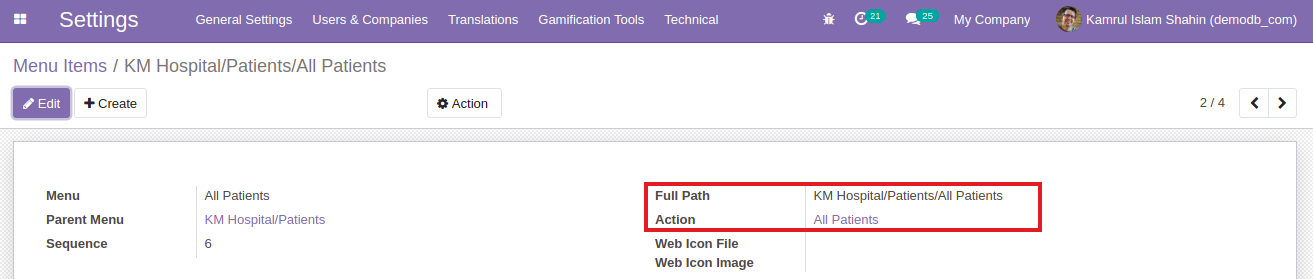 Settings General Settings Users & Companies Translations Gamification Tools Technical 21 25 My Company Kamrul Islam Shahin (demodb_com)
Menu Items / KM Hospital/Patients/All Patients
Edit Create Action 2 / 4
Menu All Patients Full Path KM Hospital/Patients/All Patients
Parent Menu KM Hospital/Patients Action All Patients
Sequence 6 Web Icon File
Web Icon Image